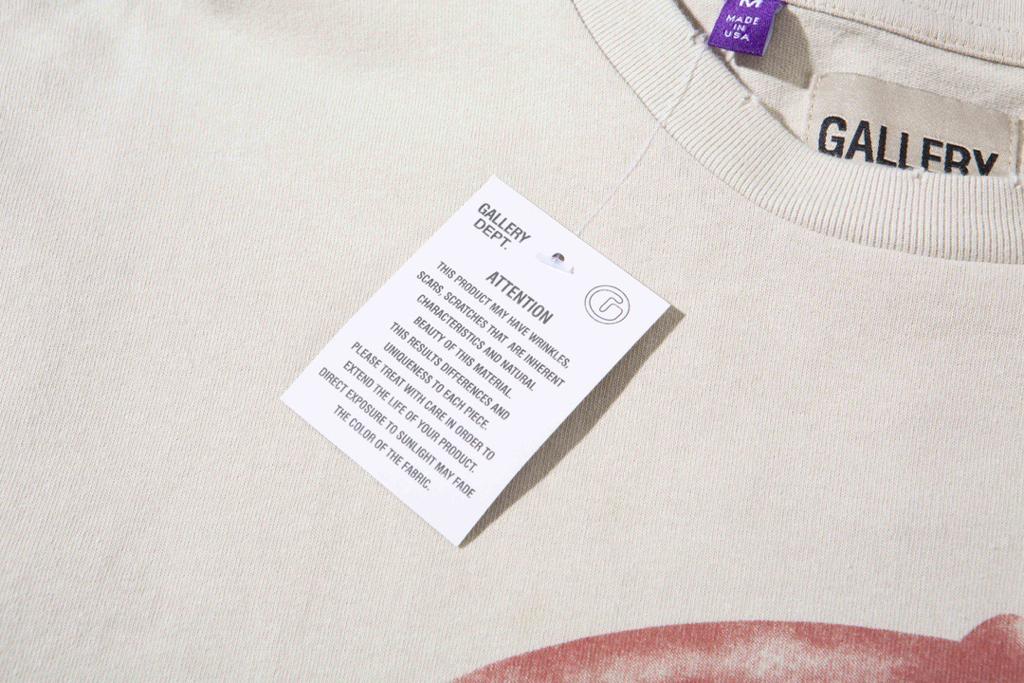 M
MADE
IN
USA
GALLERY
GALLERY
DEPT.
ATTENTION
THIS PRODUCT MAY HAVE WRINKLES,
SCARS, SCRATCHES THAT ARE INHERENT
CHARACTERISTICS AND NATURAL
BEAUTY OF THIS MATERIAL.
THIS RESULTS DIFFERENCES AND
UNIQUENESS TO EACH PIECE.
PLEASE TREAT WITH CARE IN ORDER TO
EXTEND THE LIFE OF YOUR PRODUCT.
DIRECT EXPOSURE TO SUNLIGHT MAY FADE
THE COLOR OF THE FABRIC.